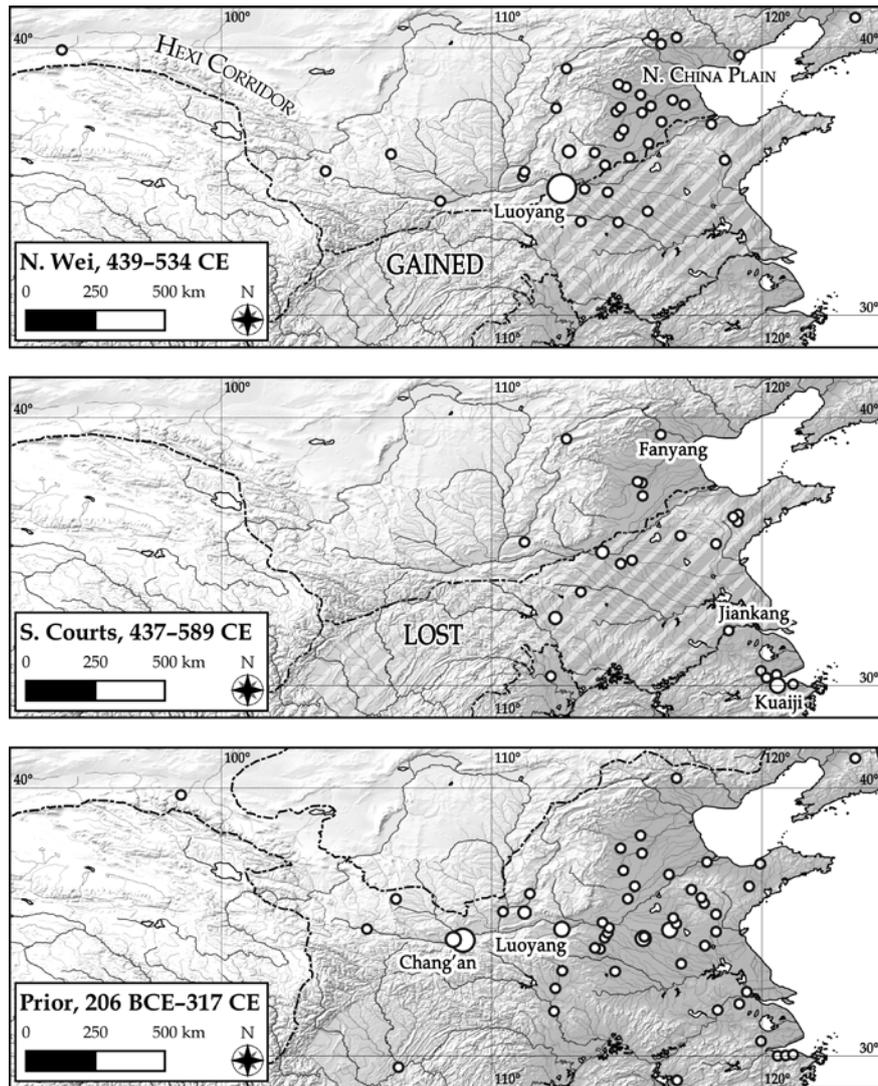 100°
110°
120°
40°
40°
HEXI CORRIDOR
N. CHINA PLAIN
Luoyang
GAINED
N. Wei, 439–534 CE
0 250 500 km N
30°
110°
120°
100°
110°
120°
40°
40°
Fanyang
Jiankang
LOST
S. Courts, 437–589 CE
0 250 500 km N
Kuaiji
30°
110°
120°
100°
110°
120°
40°
40°
Luoyang
Chang'an
Prior, 206 BCE–317 CE
0 250 500 km N
30°
110°
120°